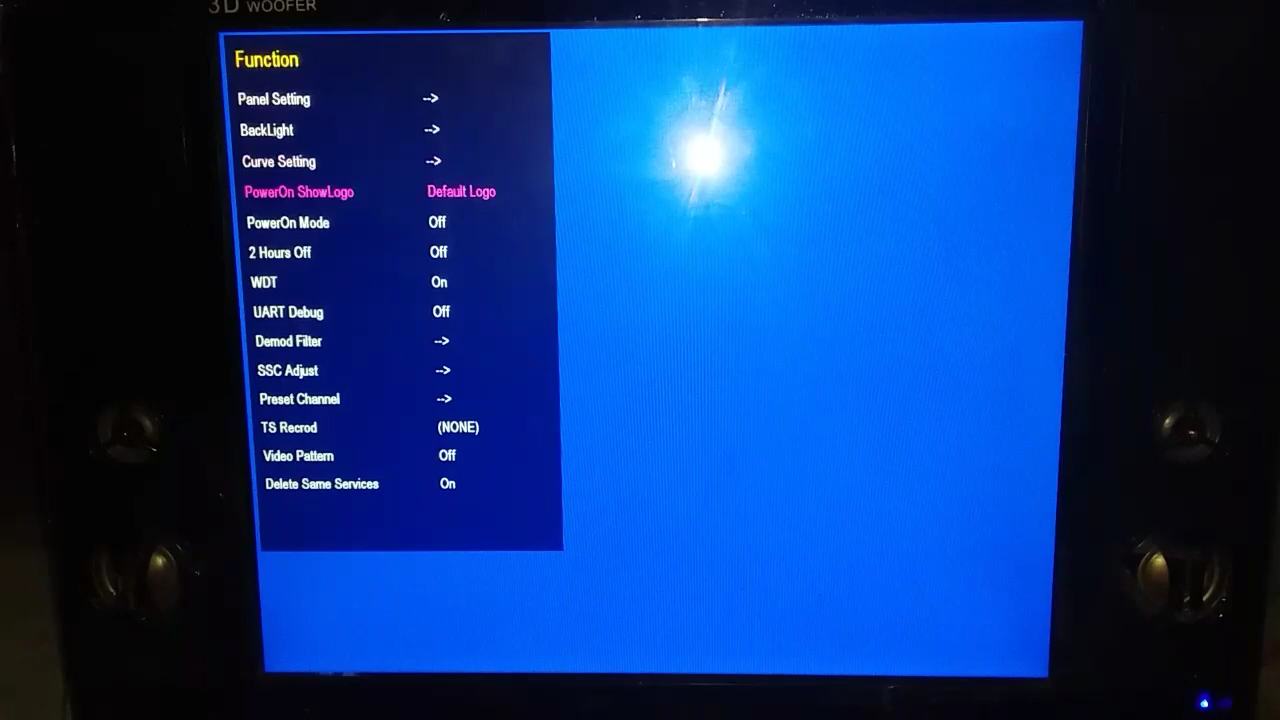 3D WOOFER
Function
Panel Setting -->
BackLight -->
Curve Setting -->
PowerOn ShowLogo Default Logo
PowerOn Mode Off
2 Hours Off Off
WDT On
UART Debug Off
Demod Filter -->
SSC Adjust -->
Preset Channel -->
TS Recrod (NONE)
Video Pattern Off
Delete Same Services On